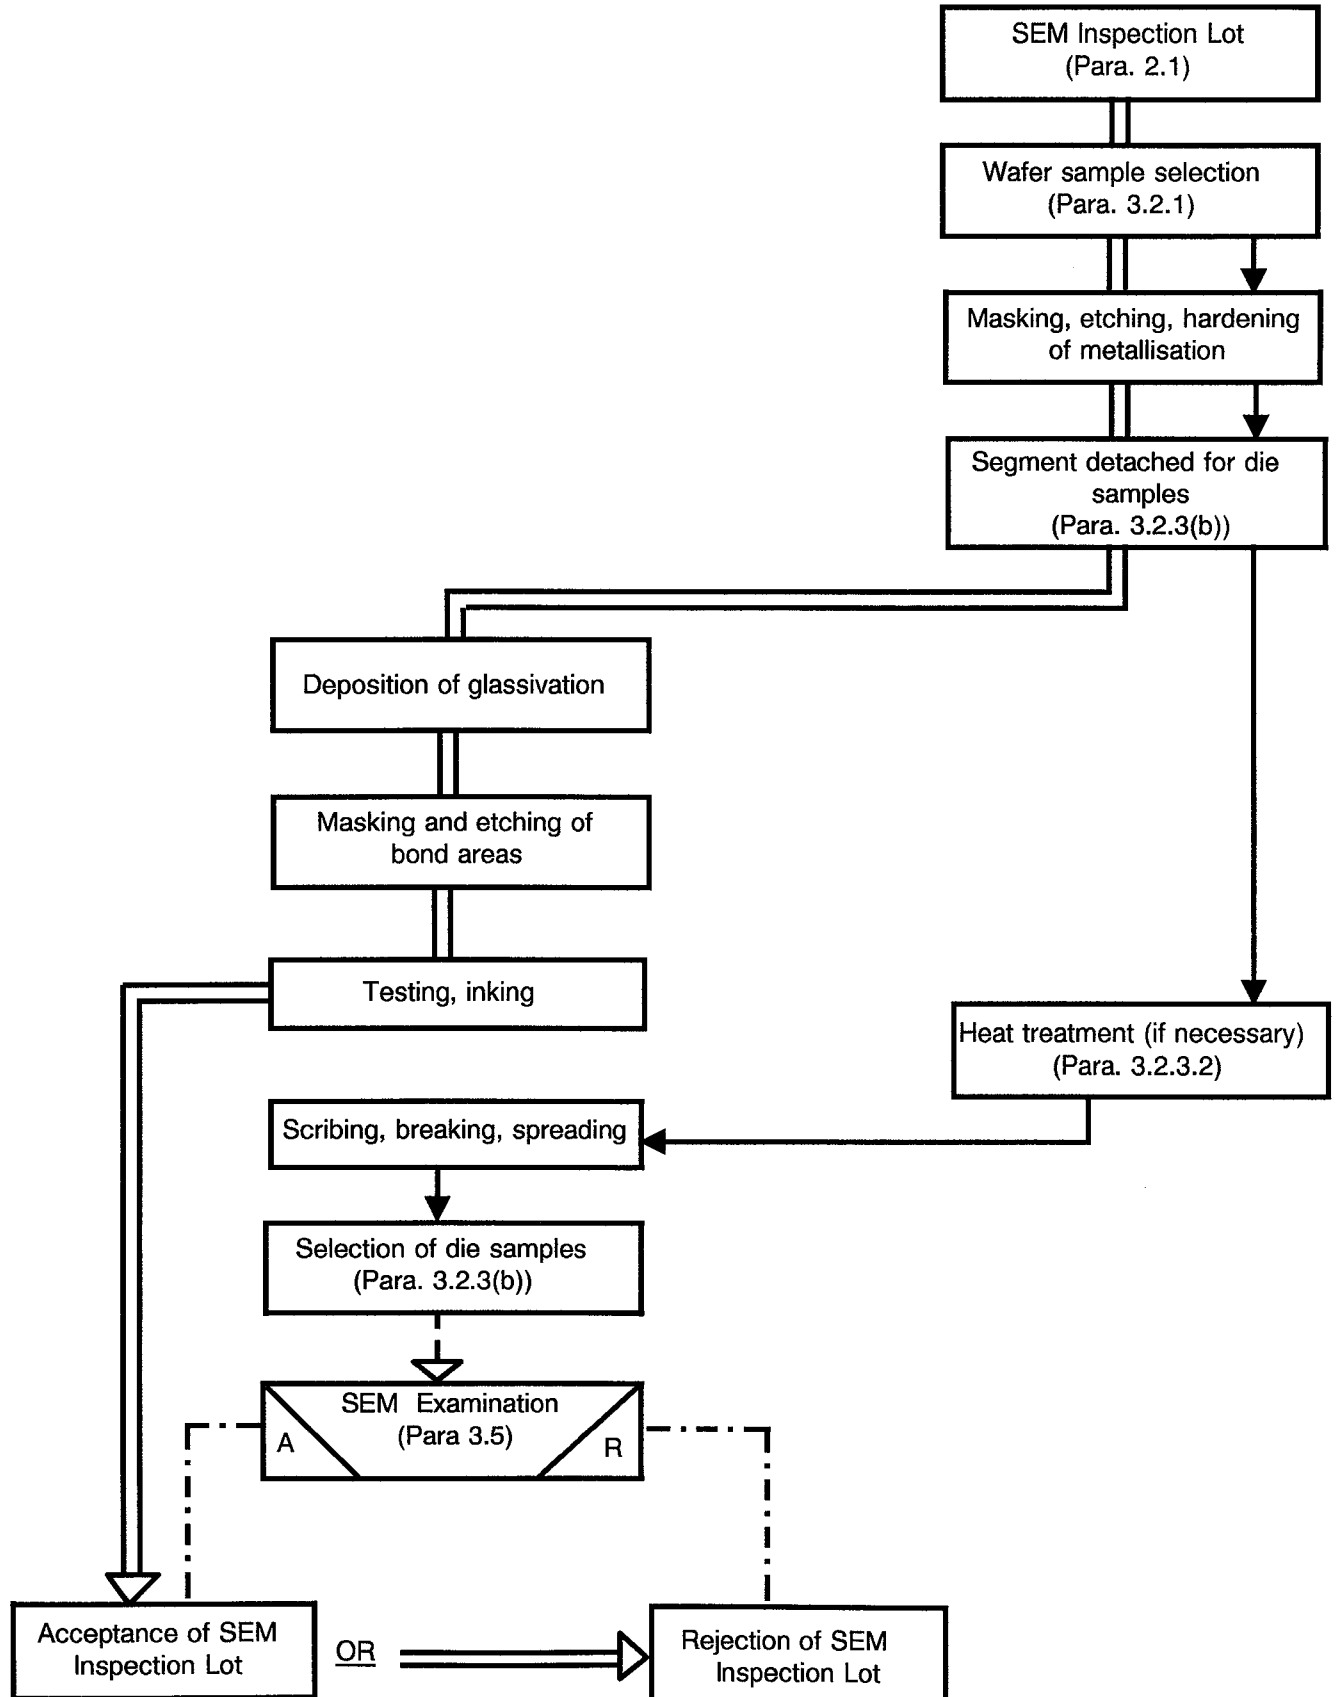 SEM Inspection Lot
(Para. 2.1)
Wafer sample selection
(Para. 3.2.1)
Masking, etching, hardening
of metallisation
Segment detached for die
samples
(Para. 3.2.3(b))
Deposition of glassivation
Masking and etching of
bond areas
Testing, inking
Heat treatment (if necessary)
(Para. 3.2.3.2)
Scribing, breaking, spreading
Selection of die samples
(Para. 3.2.3(b))
SEM Examination
(Para 3.5)
A
R
Acceptance of SEM
Inspection Lot
OR
Rejection of SEM
Inspection Lot